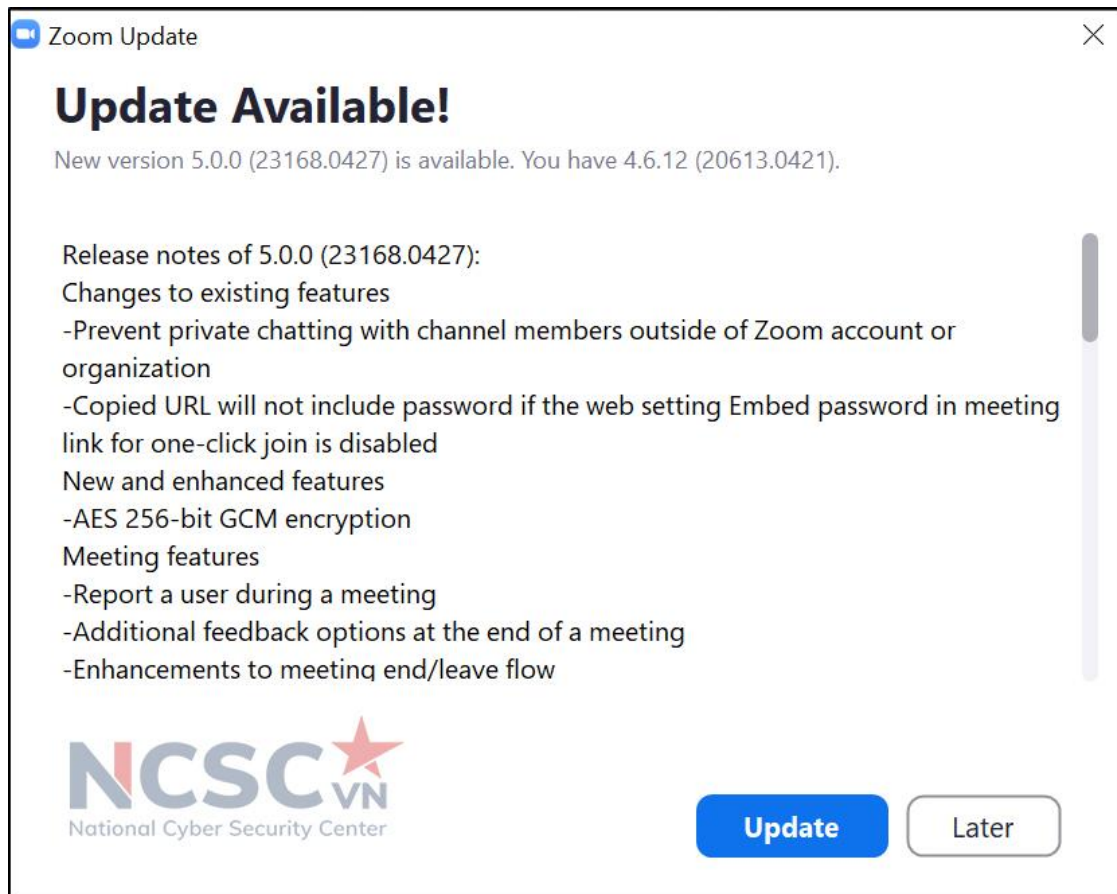 Zoom Update
Update Available!
New version 5.0.0 (23168.0427) is available. You have 4.6.12 (20613.0421).
Release notes of 5.0.0 (23168.0427):
Changes to existing features
-Prevent private chatting with channel members outside of Zoom account or
organization
-Copied URL will not include password if the web setting Embed password in meeting
link for one-click join is disabled
New and enhanced features
-AES 256-bit GCM encryption
Meeting features
-Report a user during a meeting
-Additional feedback options at the end of a meeting
-Enhancements to meeting end/leave flow
NCSC VN
National Cyber Security Center
Update
Later